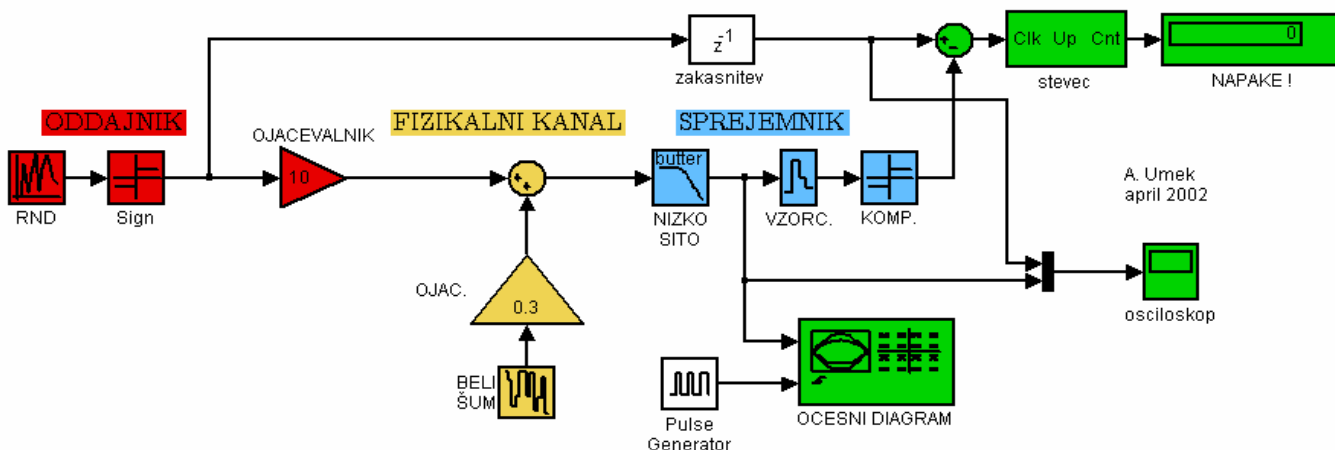 z-1
zakasnitev
Clk Up Cnt
stevec
0
NAPAKE !
ODDAJNIK
OJACEVALNIK
FIZIKALNI KANAL
SPREJEMNIK
RND
Sign
10
butter
NIZKO
SITO
VZORC.
KOMP.
A. Umek
april 2002
OJAC.
0.3
osciloskop
BELI
ŠUM
Pulse
Generator
OCESNI DIAGRAM